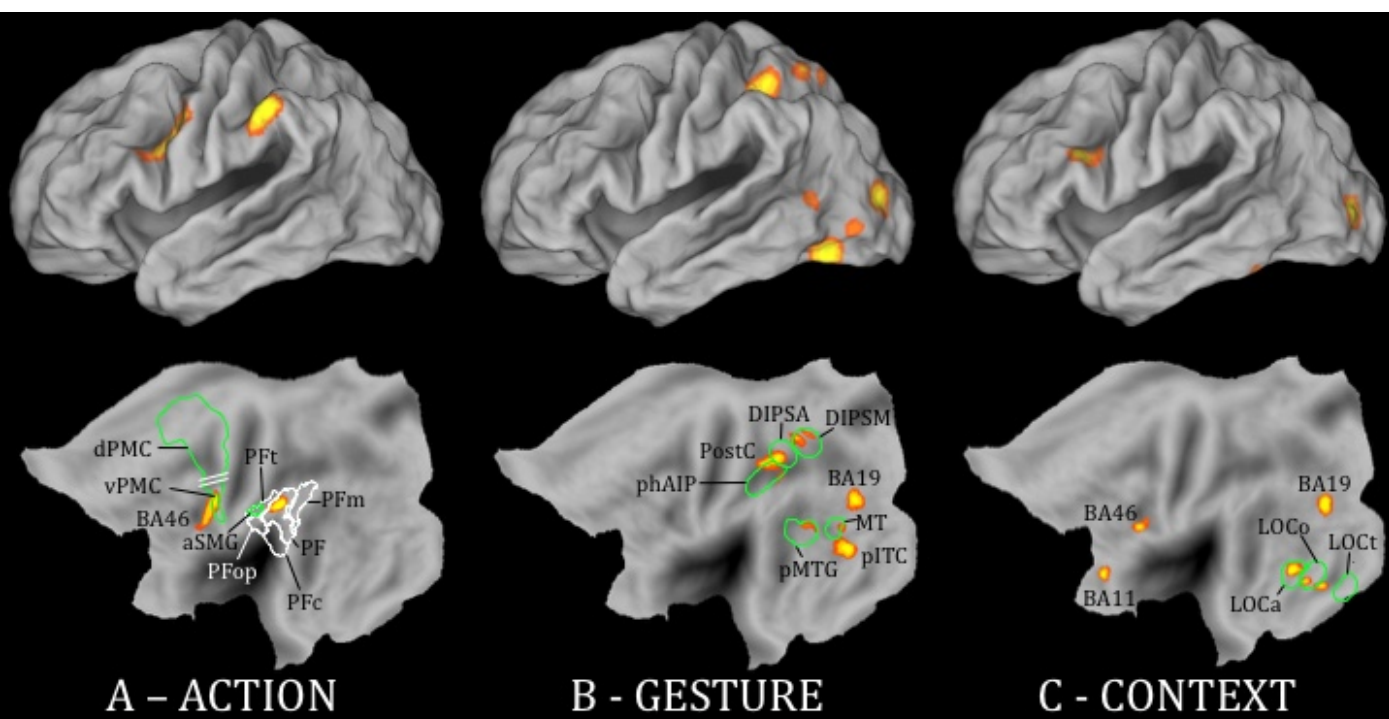 dPMC
PFt
vPMC
PFm
BA46
aSMG
PF
PFop
PFc
DIPSA
DIPSM
PostC
phAIP
BA19
MT
pMTG
pITC
BA19
BA46
LOCo
LOCt
BA11
LOCa
A – ACTION
B - GESTURE
C - CONTEXT